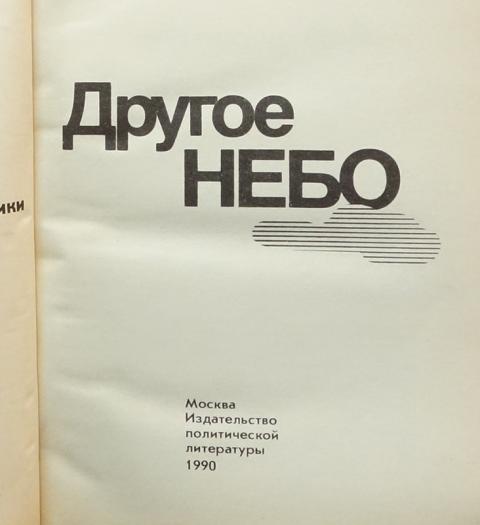 Другое
НЕБО
Москва
Издательство
политической
литературы
1990